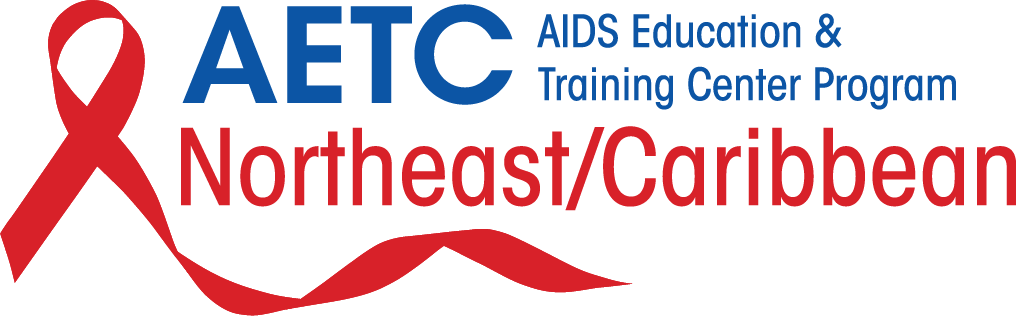 AETC
AIDS Education &
Training Center Program
Northeast/Caribbean